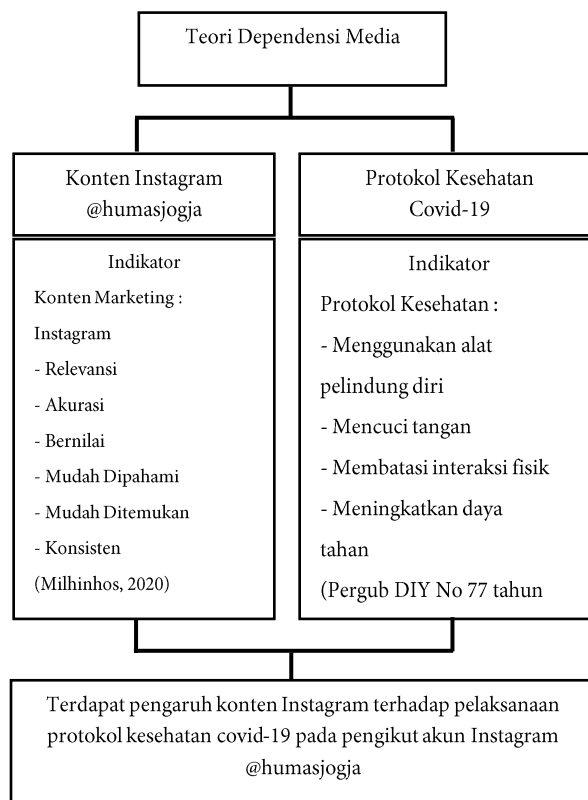 Teori Dependensi Media
Konten Instagram
@humasjogja
Protokol Kesehatan
Covid-19
Indikator
Konten Marketing :
Instagram
- Relevansi
- Akurasi
- Bernilai
- Mudah Dipahami
- Mudah Ditemukan
- Konsisten
(Milhinhos, 2020)
Indikator
Protokol Kesehatan :
- Menggunakan alat
pelindung diri
- Mencuci tangan
- Membatasi interaksi fisik
- Meningkatkan daya
tahan
(Pergub DIY No 77 tahun
Terdapat pengaruh konten Instagram terhadap pelaksanaan
protokol kesehatan covid-19 pada pengikut akun Instagram
@humasjogja